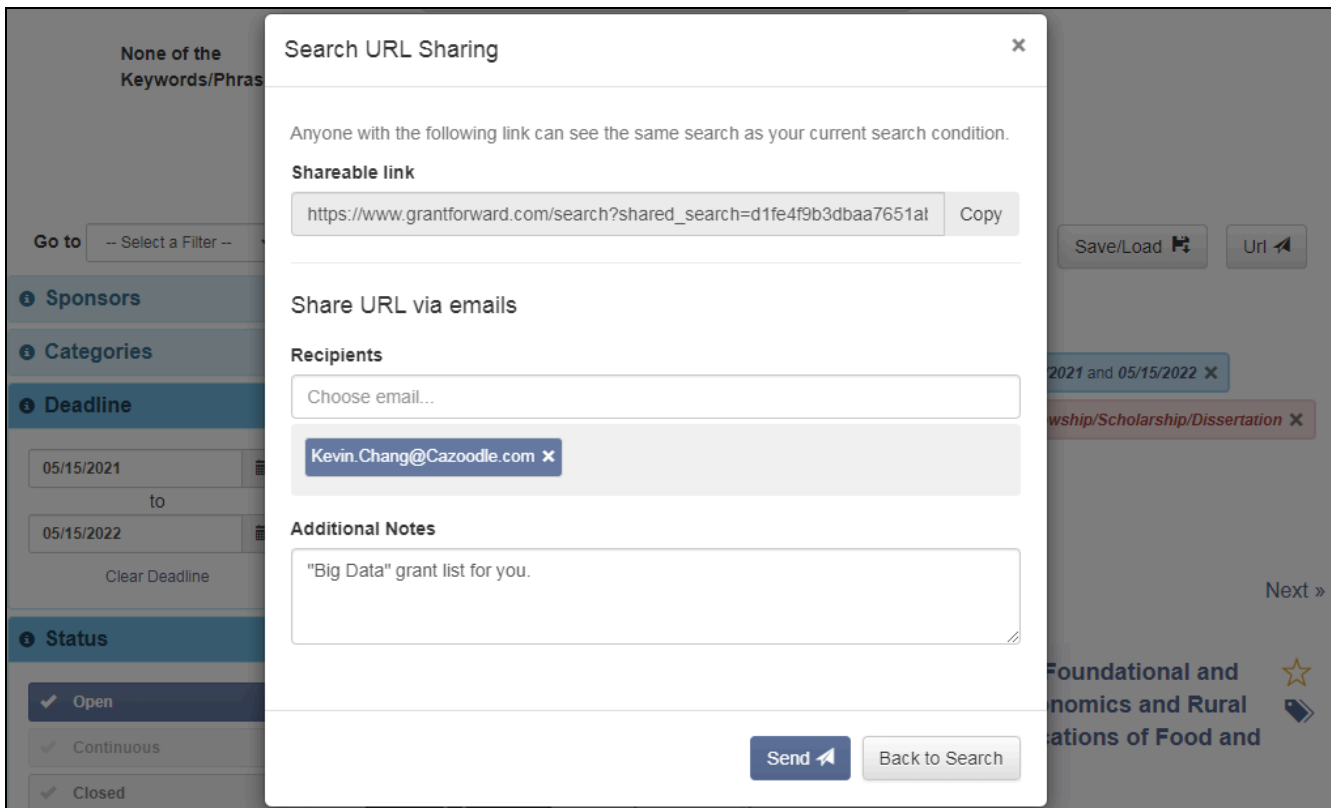 None of the
Keywords/Phras
Search URL Sharing
×
Anyone with the following link can see the same search as your current search condition.
Shareable link
https://www.grantforward.com/search?shared_search=d1fe4f9b3dbaa7651al
Copy
Go to
-- Select a Filter --
Save/Load
Url
Sponsors
Categories
Deadline
05/15/2021
to
05/15/2022
Clear Deadline
Status
Open
Continuous
Closed
Share URL via emails
Recipients
Choose email...
Kevin.Chang@Cazoodle.com ×
Additional Notes
"Big Data" grant list for you.
Send
Back to Search
/2021 and 05/15/2022 ×
wship/Scholarship/Dissertation ×
Next »
Foundational and
nomics and Rural
ations of Food and